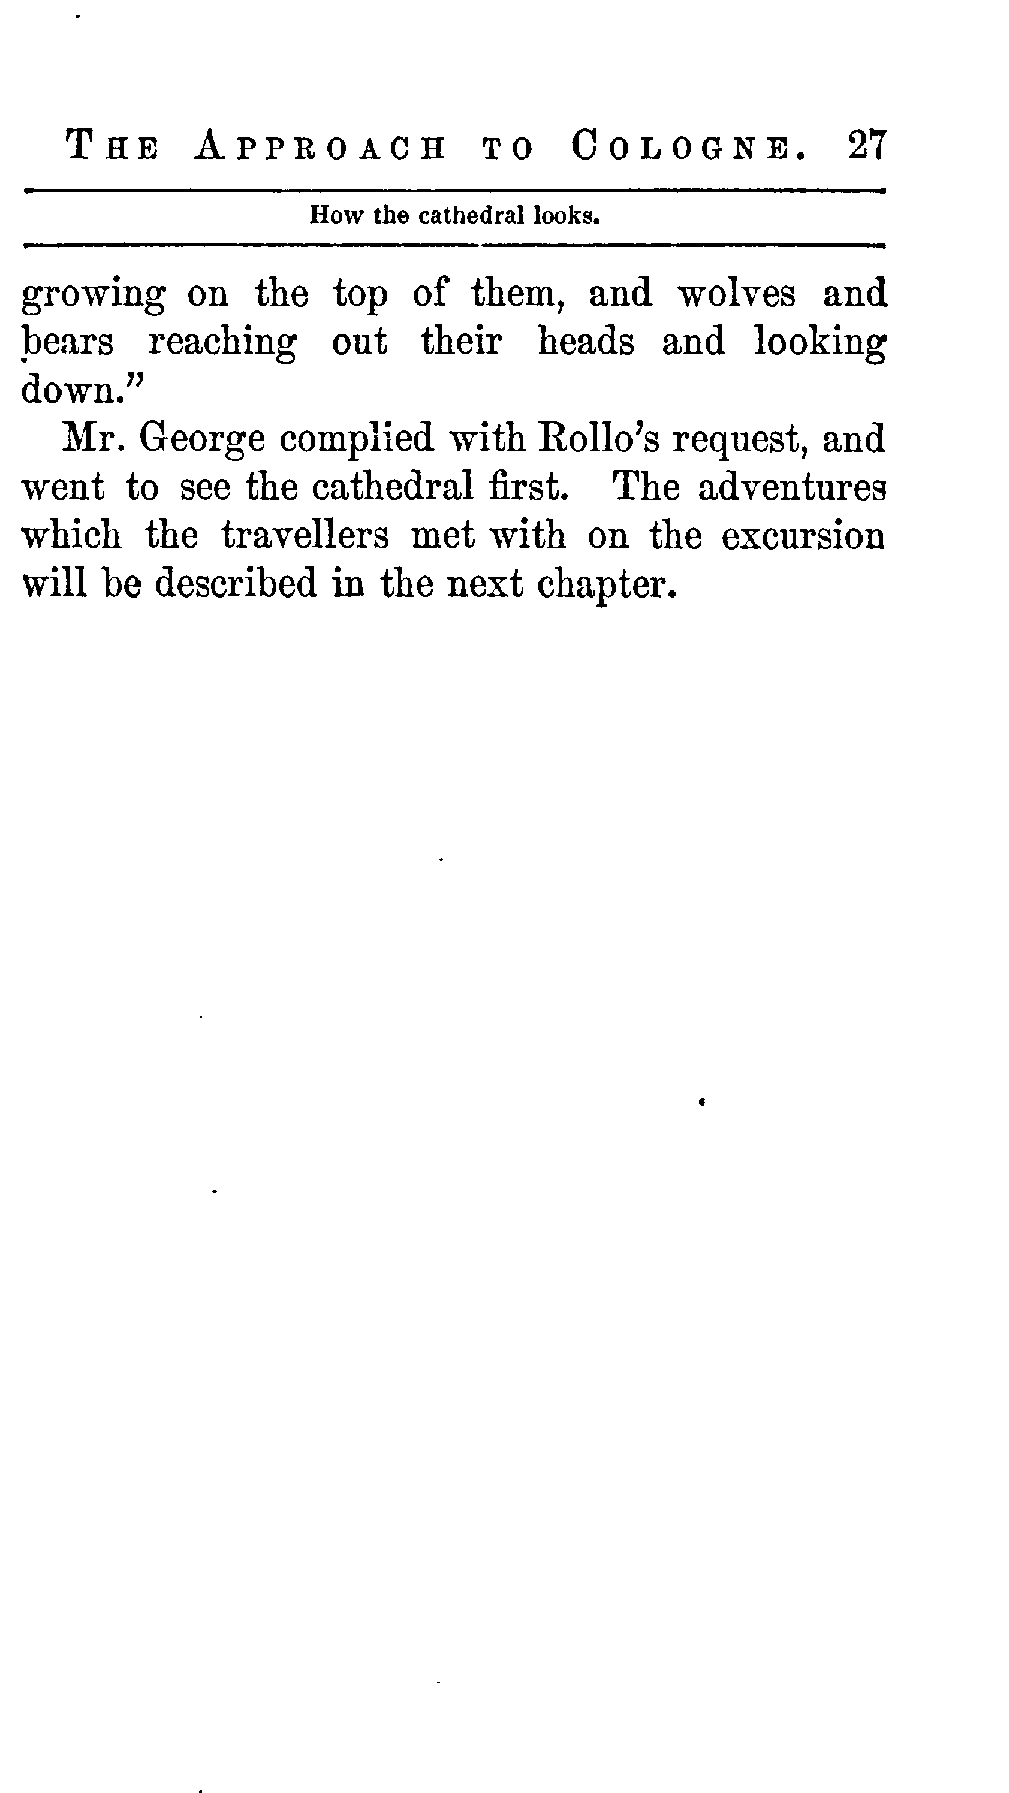 THE APPROACH TO COLOGNE. 27
How the cathedral looks.
growing on the top of them, and wolves and
bears reaching out their heads and looking
down.”
Mr. George complied with Rollo’s request, and
went to see the cathedral first. The adventures
which the travellers met with on the excursion
will be described in the next chapter.